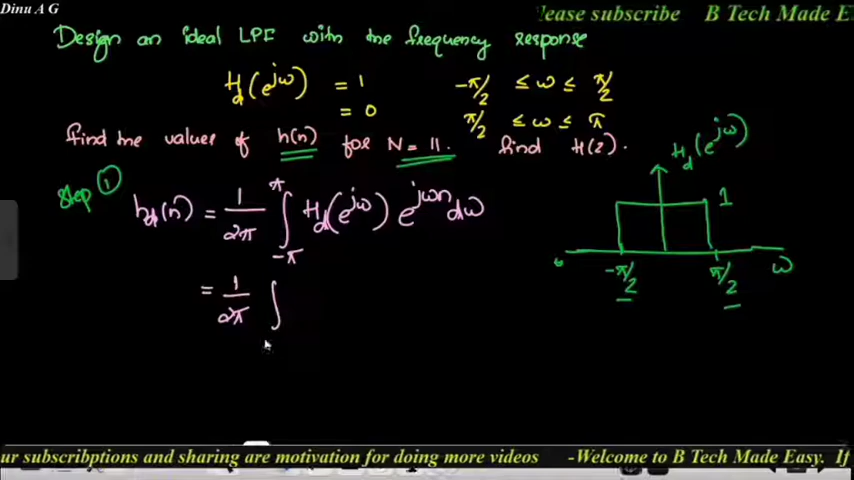 Dinu A G
Please subscribe B Tech Made E
Design an ideal LPF with the frequency response
H_d(e^{jω}) = 1 -π/2 ≤ ω ≤ π/2
= 0 π/2 ≤ ω ≤ π
find the values of h(n) for N = 11. find H(z).
Step ①
h_d(n) = 1/2π ∫_{-π}^{π} H_d(e^{jω}) e^{jωn} dω
= 1/2π ∫
H_d(e^{jω})
1
-π/2 π/2 ω
ur subscribptions and sharing are motivation for doing more videos -Welcome to B Tech Made Easy. If